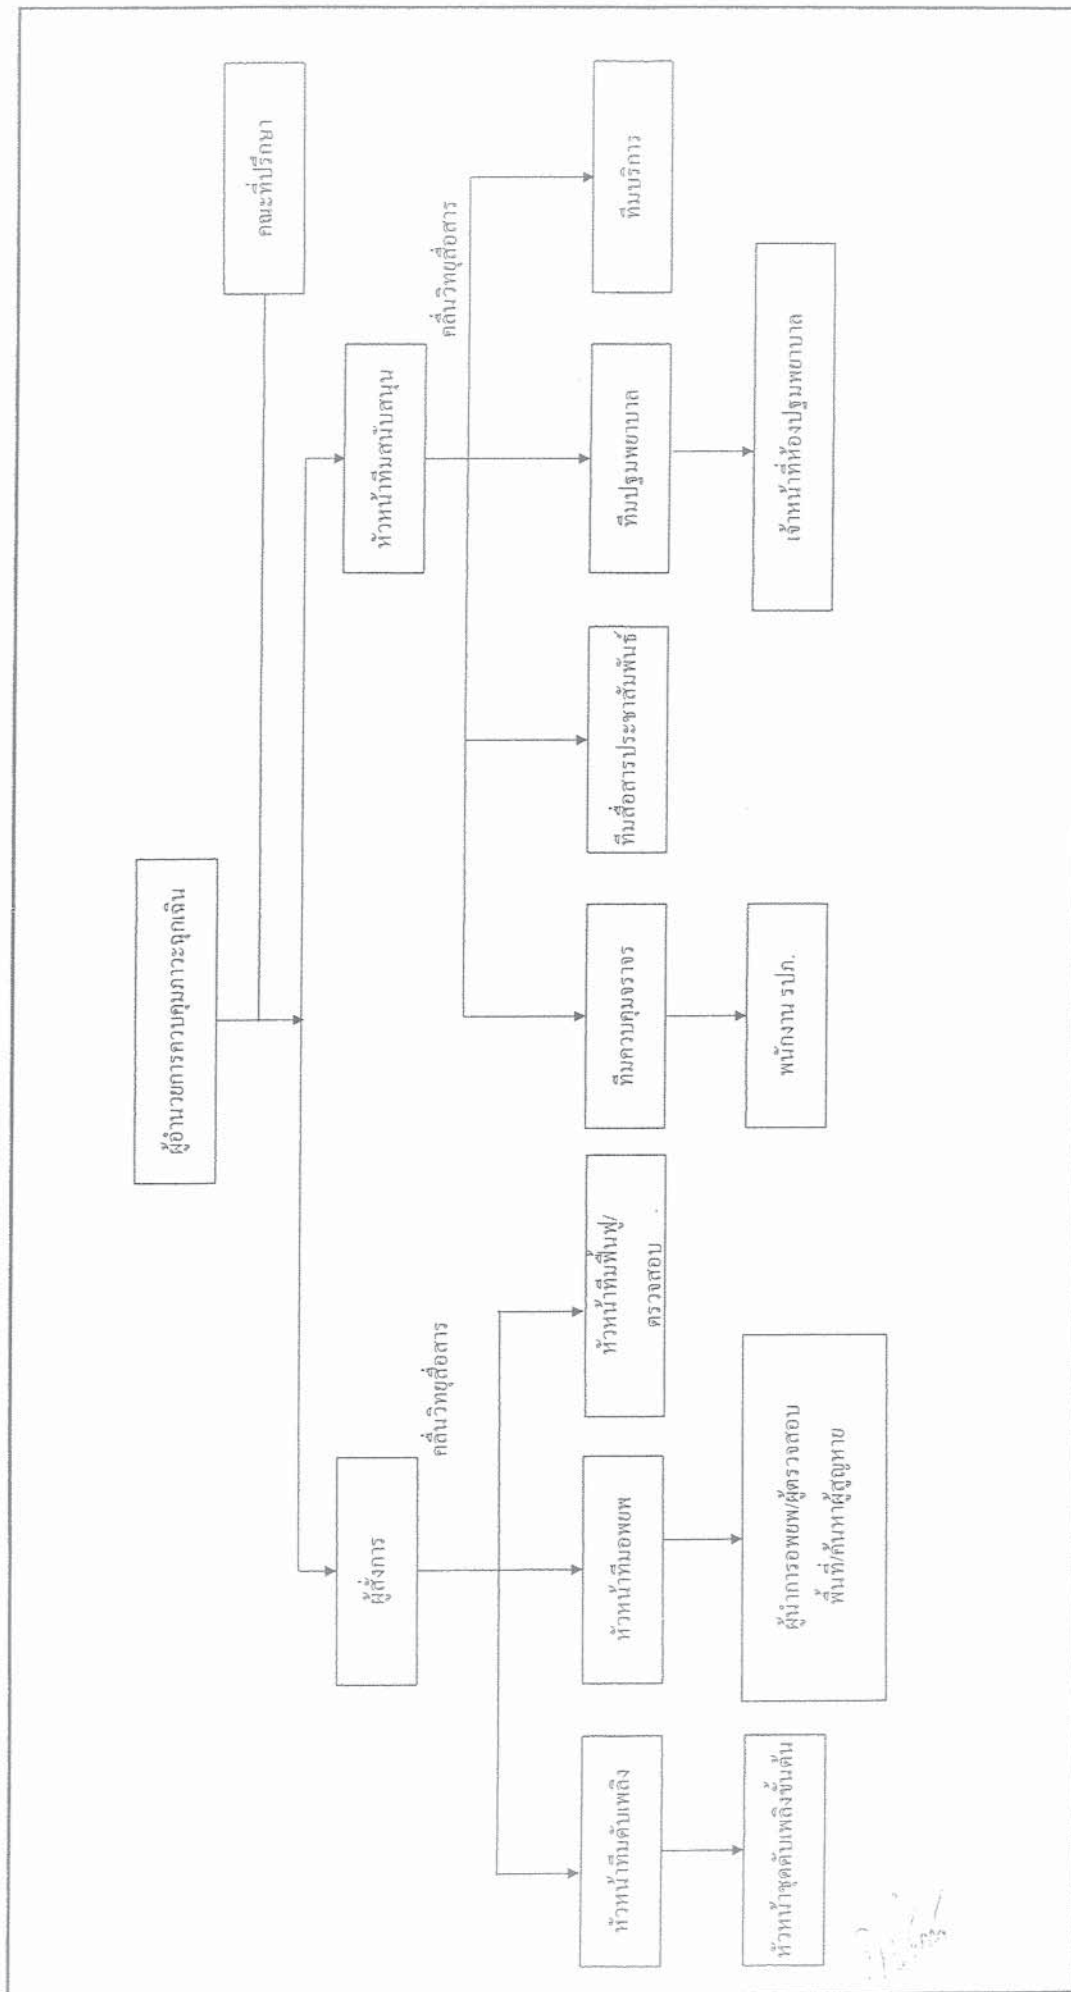 ผู้อำนวยการควบคุมภาวะฉุกเฉิน
คณะที่ปรึกษา
ผู้สั่งการ
หัวหน้าทีมสนับสนุน
คลื่นวิทยุสื่อสาร
คลื่นวิทยุสื่อสาร
หัวหน้าทีมดับเพลิง
หัวหน้าทีมอพยพ
หัวหน้าทีมฟื้นฟู/
ตรวจสอบ
ทีมควบคุมจราจร
ทีมสื่อสารประชาสัมพันธ์
ทีมปฐมพยาบาล
ทีมบริการ
หัวหน้าชุดดับเพลิงขั้นต้น
ผู้นำการอพยพ/ผู้ตรวจสอบ
พื้นที่/ค้นหาผู้สูญหาย
พนักงาน รปภ.
เจ้าหน้าที่ห้องปฐมพยาบาล